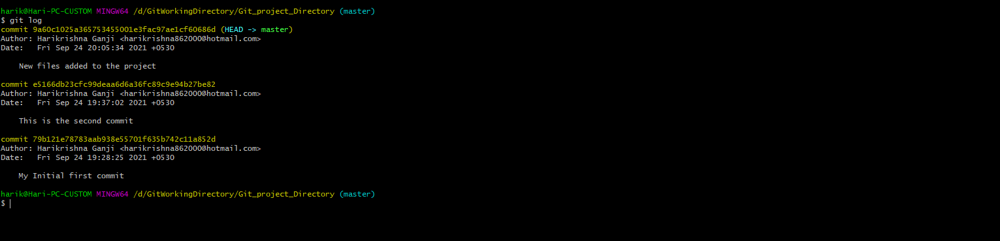 harik@Hari-PC-CUSTOM MINGW64 /d/GitWorkingDirectory/Git_project_Directory (master)
$ git log
commit 9a60c1025a365753455001e3fac97ae1cf60686d (HEAD -> master)
Author: Harikrishna Ganji <harikrishna862000@hotmail.com>
Date:   Fri Sep 24 20:05:34 2021 +0530
    New files added to the project
commit e5166db23cfc99deaa6d6a36fc89c9e94b27be82
Author: Harikrishna Ganji <harikrishna862000@hotmail.com>
Date:   Fri Sep 24 19:37:02 2021 +0530
    This is the second commit
commit 79b121e78783aab938e55701f635b742c11a852d
Author: Harikrishna Ganji <harikrishna862000@hotmail.com>
Date:   Fri Sep 24 19:28:25 2021 +0530
    My Initial first commit
harik@Hari-PC-CUSTOM MINGW64 /d/GitWorkingDirectory/Git_project_Directory (master)
$